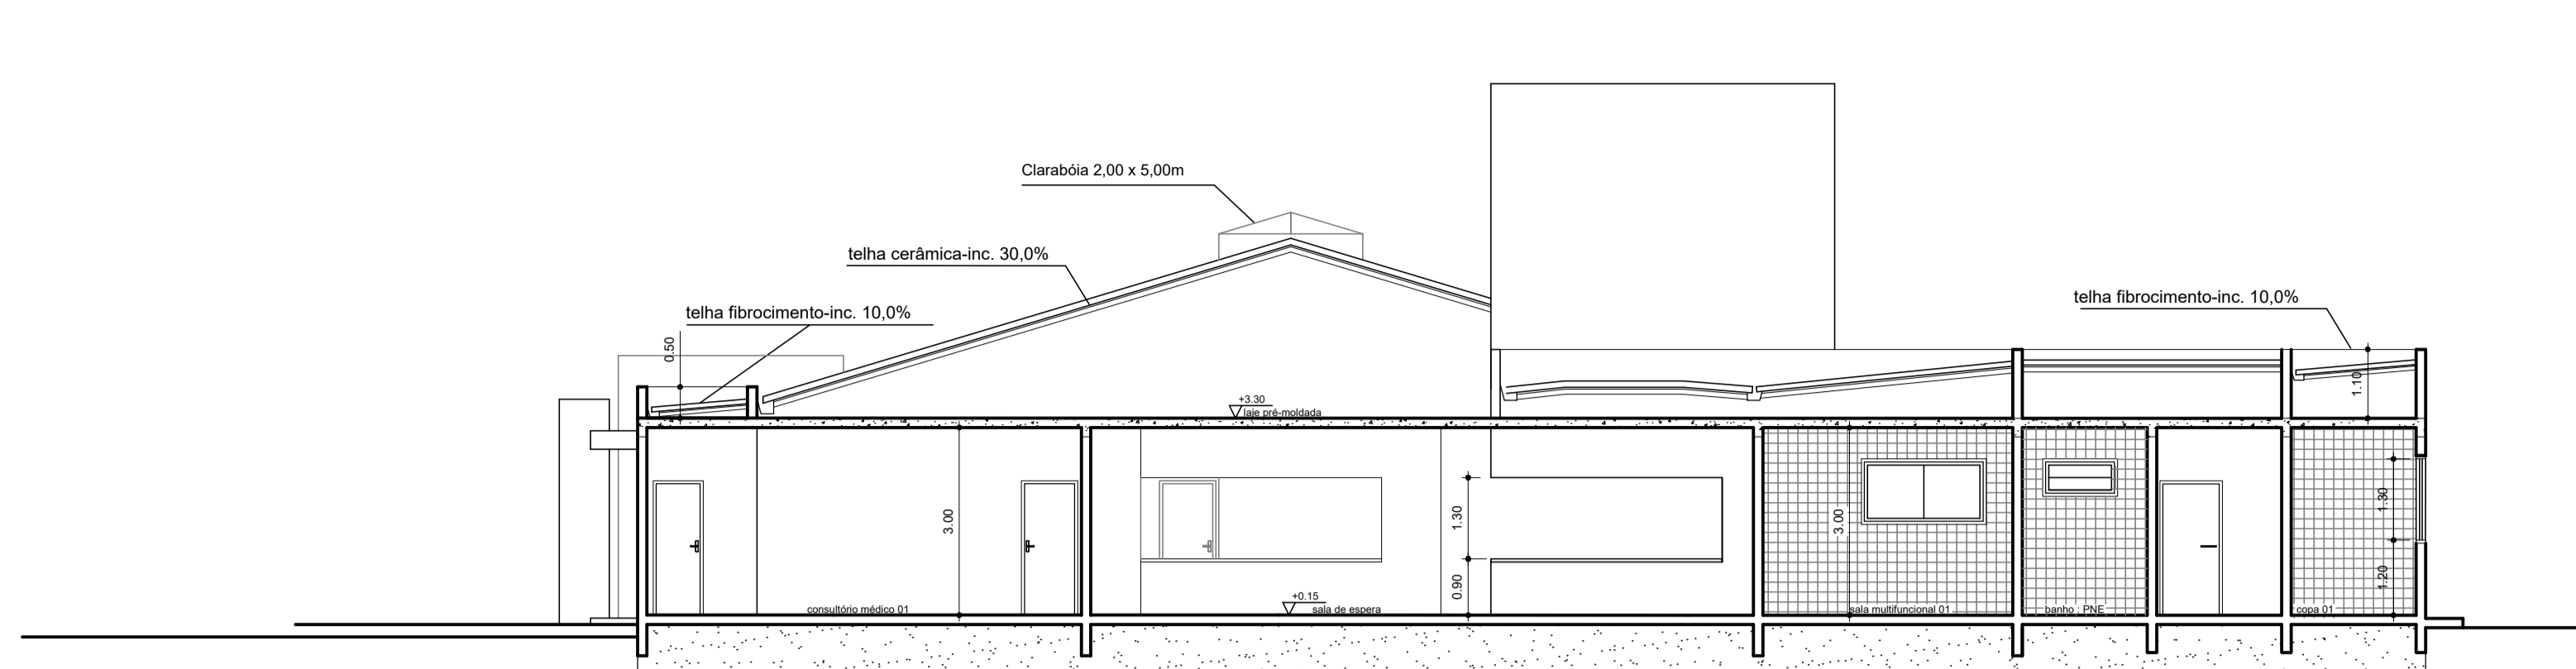 Clarabóia 2,00 x 5,00m
telha cerâmica-inc. 30,0%
telha fibrocimento-inc. 10,0%
telha fibrocimento-inc. 10,0%
0.50
1.10
+3.30
laje pré-moldada
3.00
1.30
0.90
3.00
1.30
1.20
+0.15
consultório médico 01
sala de espera
sala multifuncional 01
banho : PNE
copa 01